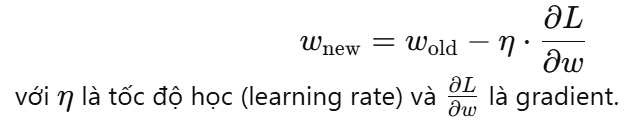 w_new = w_old − η · ∂L/∂w
với η là tốc độ học (learning rate) và ∂L/∂w là gradient.